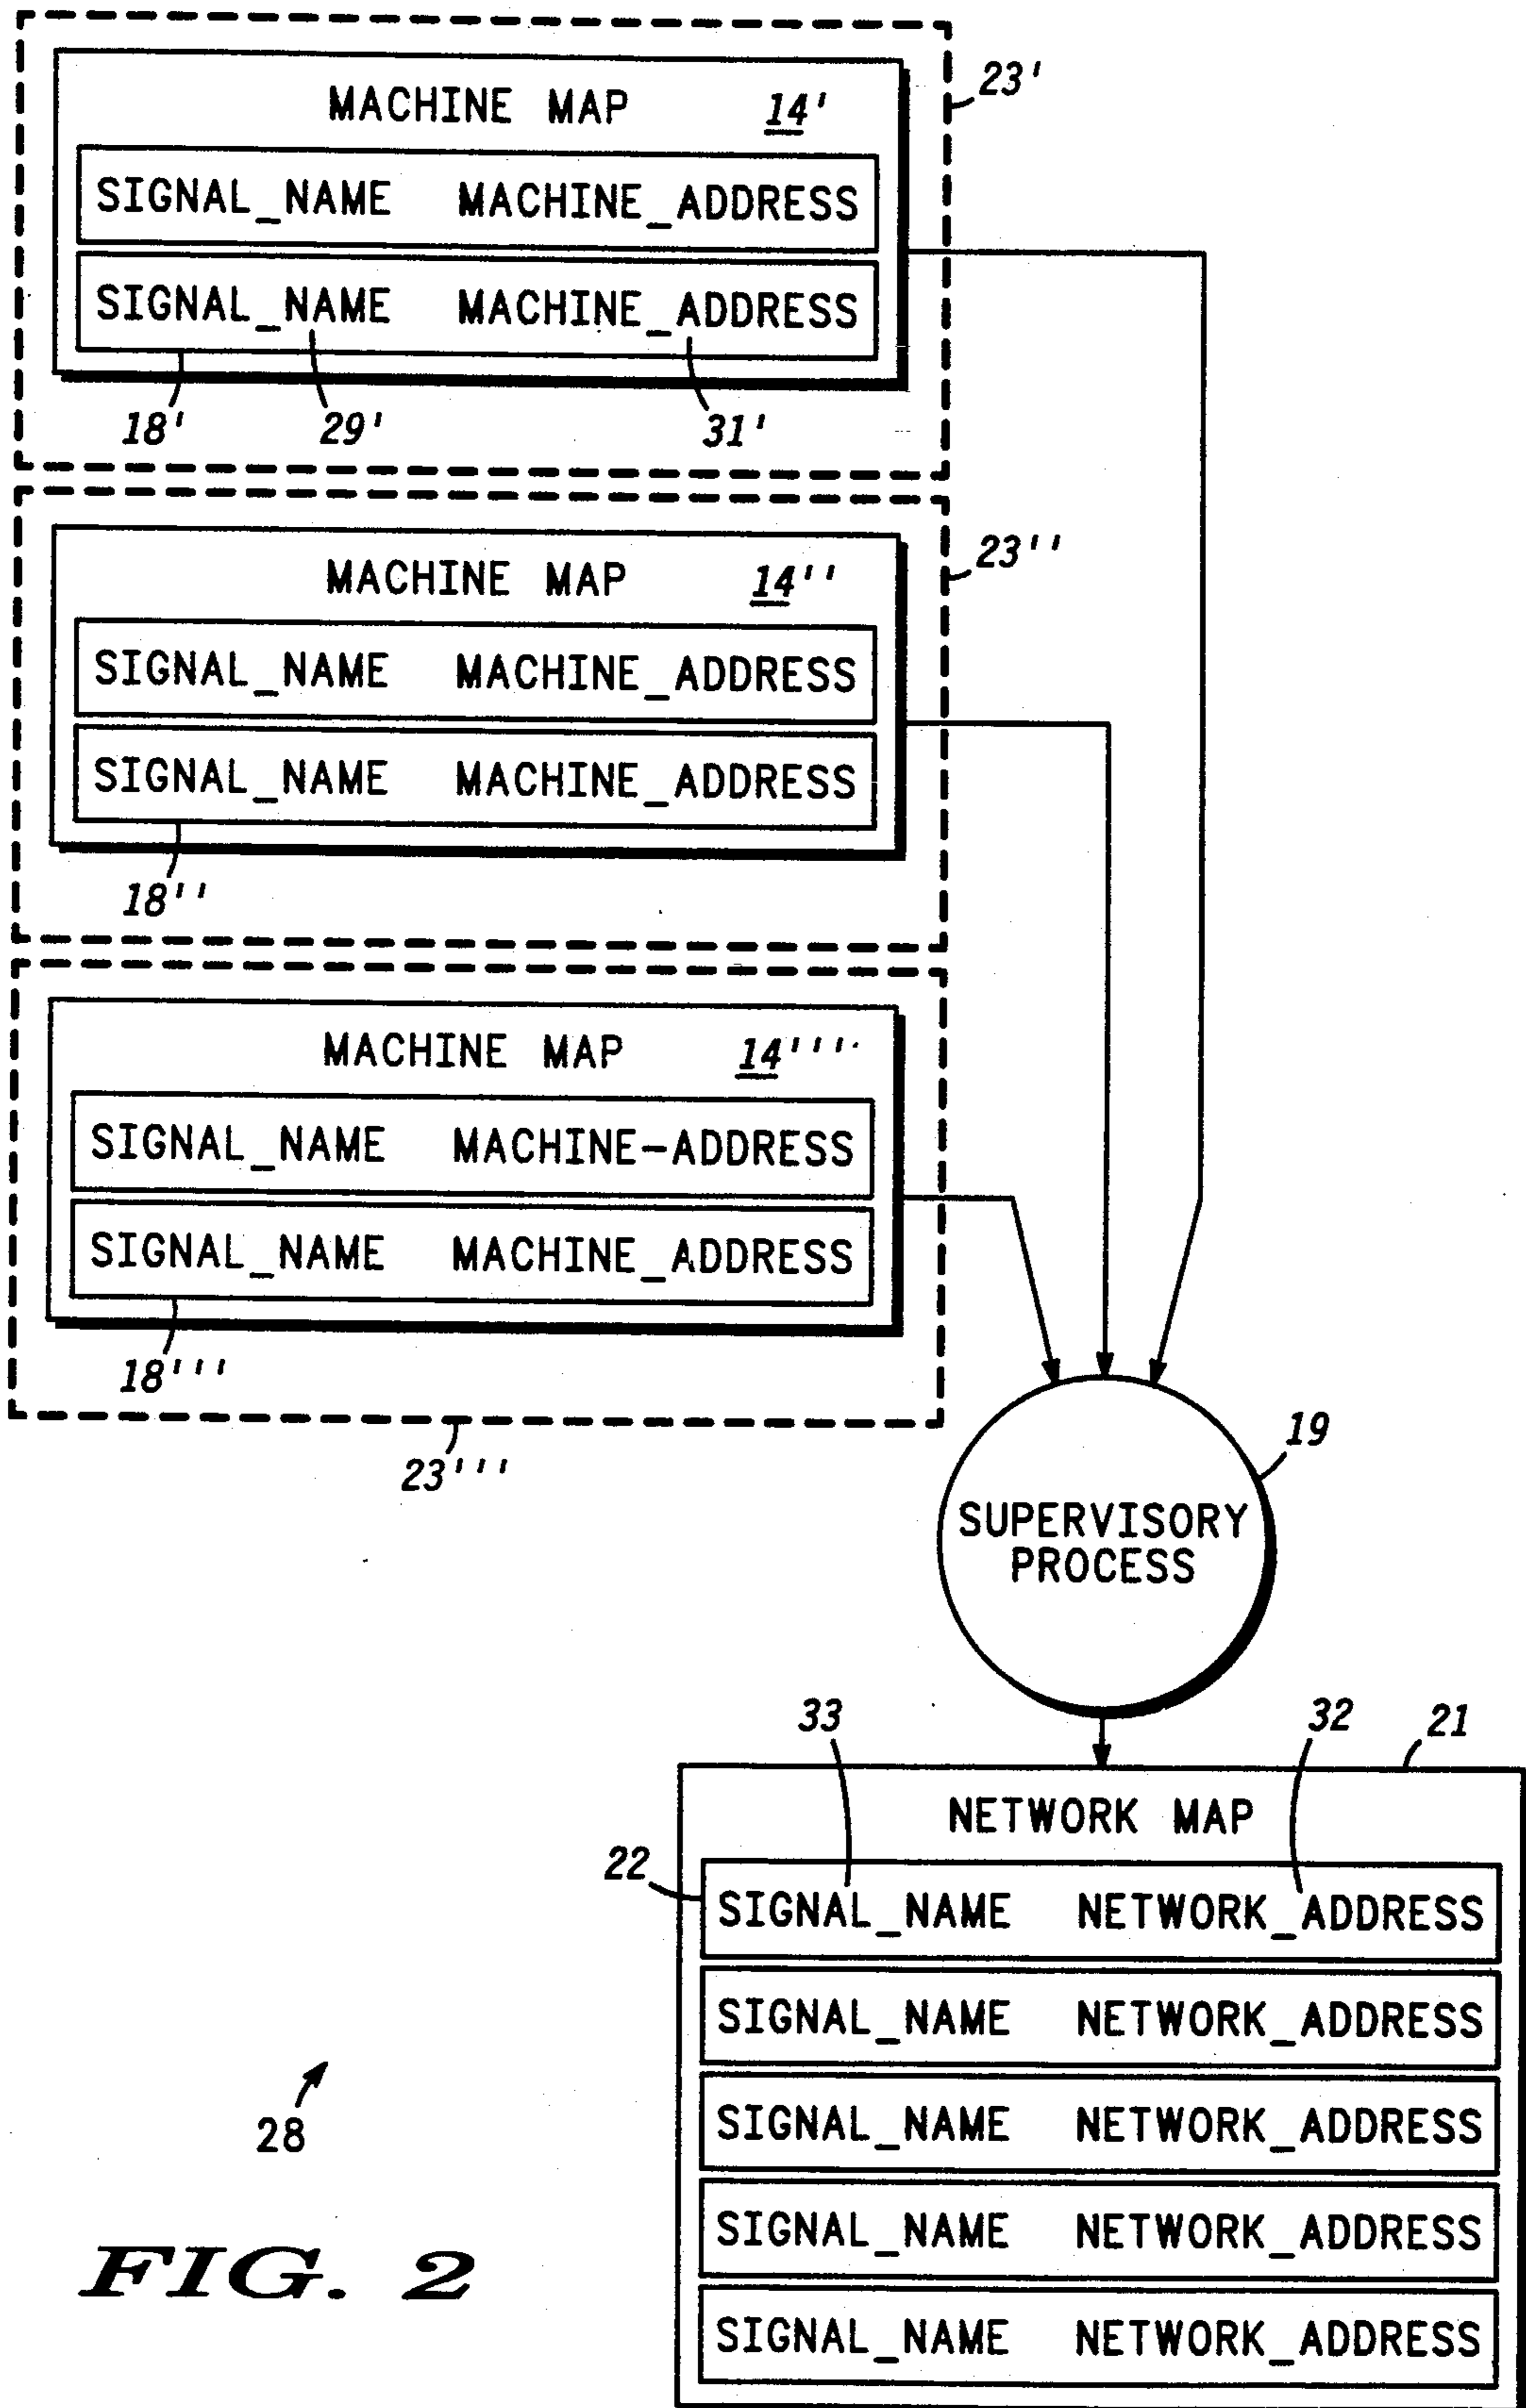 23'
MACHINE MAP 14'
SIGNAL_NAME MACHINE_ADDRESS
SIGNAL_NAME MACHINE_ADDRESS
18' 29' 31'
23''
MACHINE MAP 14''
SIGNAL_NAME MACHINE_ADDRESS
SIGNAL_NAME MACHINE_ADDRESS
18''
MACHINE MAP 14'''
SIGNAL_NAME MACHINE-ADDRESS
SIGNAL_NAME MACHINE_ADDRESS
18'''
23'''
19
SUPERVISORY
PROCESS
33 32 21
NETWORK MAP
22
SIGNAL_NAME NETWORK_ADDRESS
SIGNAL_NAME NETWORK_ADDRESS
SIGNAL_NAME NETWORK_ADDRESS
SIGNAL_NAME NETWORK_ADDRESS
SIGNAL_NAME NETWORK_ADDRESS
28
FIG. 2